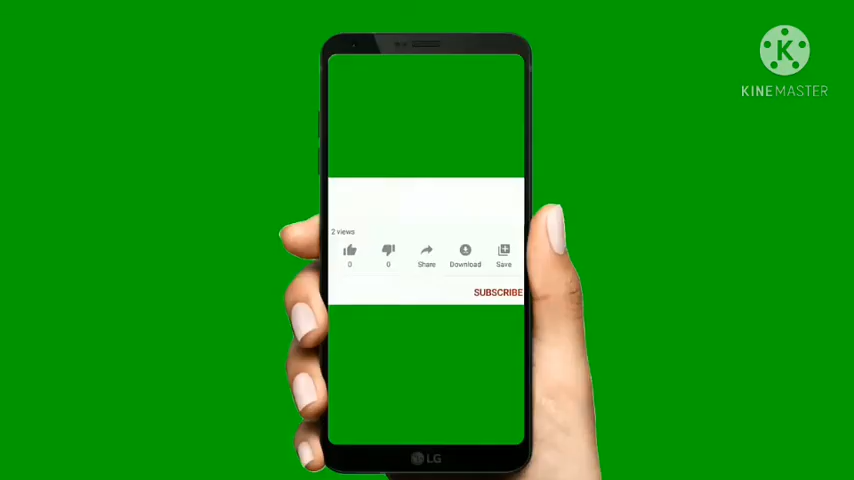 K
KINEMASTER
2 views
0
0
Share
Download
Save
SUBSCRIBE
LG